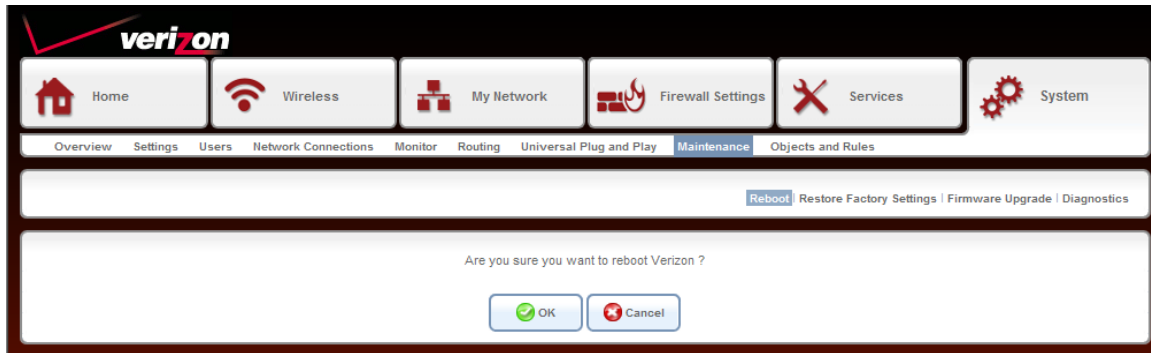 verizon
Home Wireless My Network Firewall Settings Services System
Overview Settings Users Network Connections Monitor Routing Universal Plug and Play Maintenance Objects and Rules
Reboot | Restore Factory Settings | Firmware Upgrade | Diagnostics
Are you sure you want to reboot Verizon ?
OK Cancel